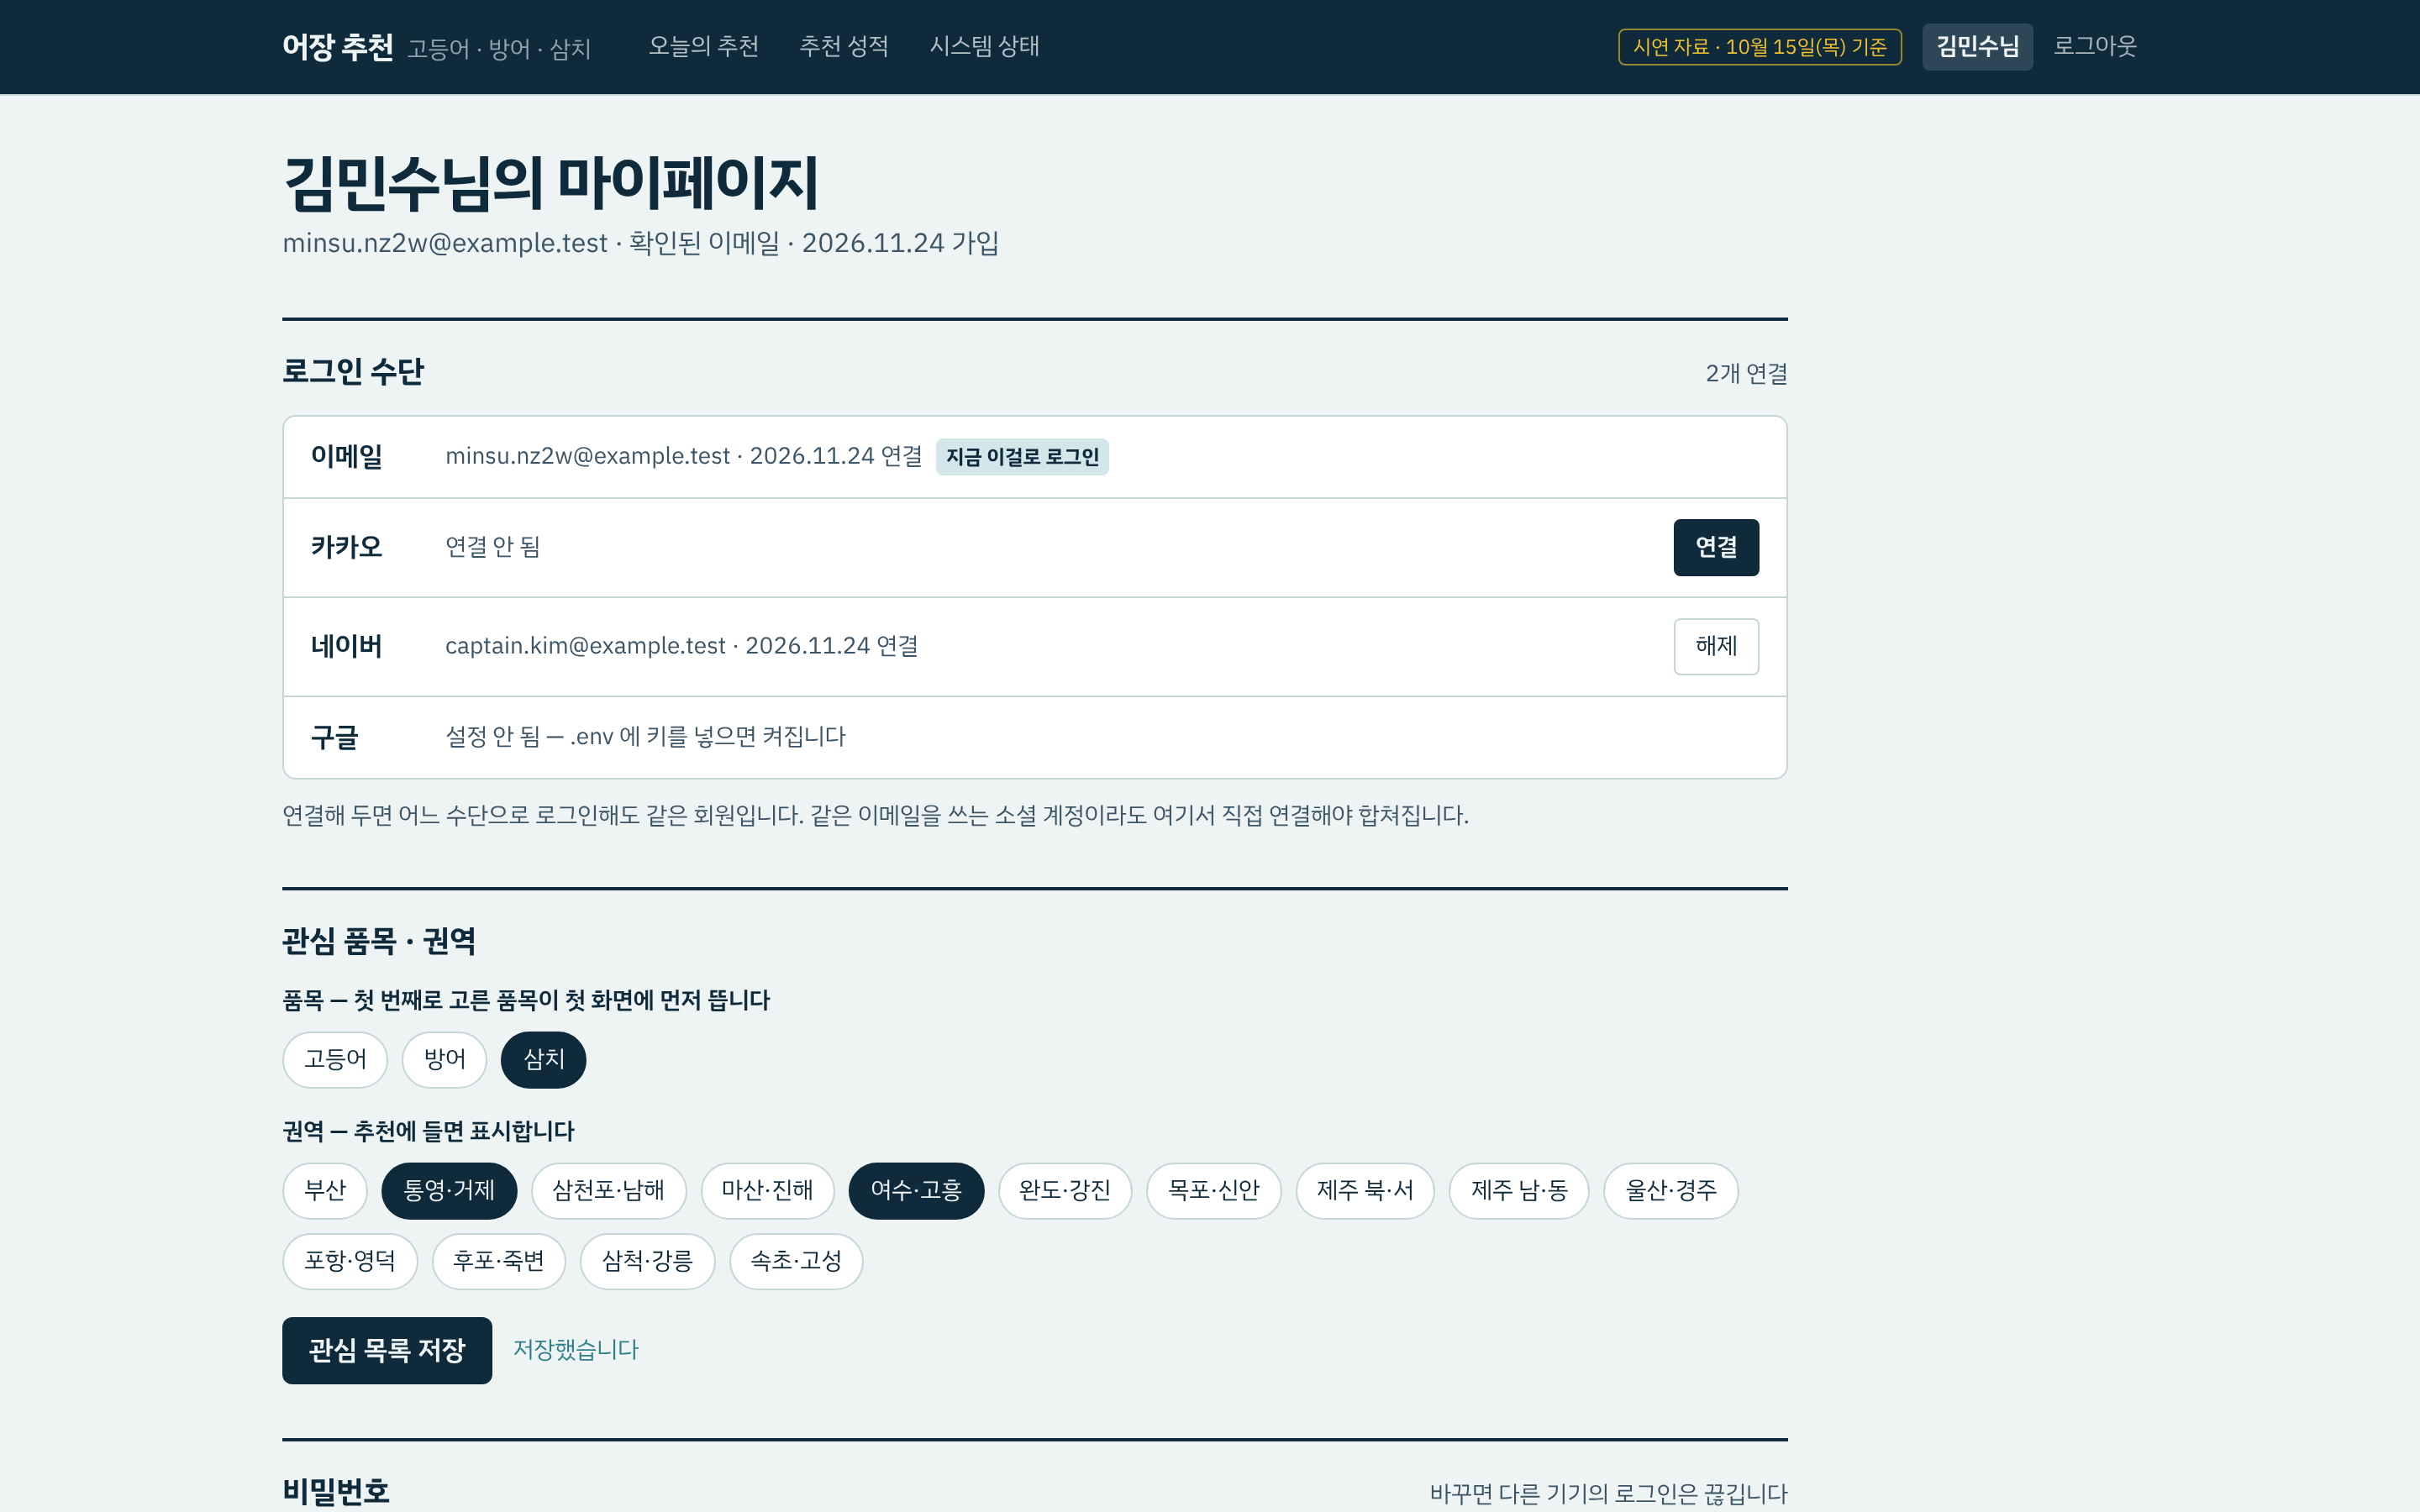 어장 추천 고등어 · 방어 · 삼치 오늘의 추천 추천 성적 시스템 상태 시연 자료 · 10월 15일(목) 기준 김민수님 로그아웃
김민수님의 마이페이지
minsu.nz2w@example.test · 확인된 이메일 · 2026.11.24 가입
로그인 수단 2개 연결
이메일 minsu.nz2w@example.test · 2026.11.24 연결 지금 이걸로 로그인
카카오 연결 안 됨 연결
네이버 captain.kim@example.test · 2026.11.24 연결 해제
구글 설정 안 됨 — .env 에 키를 넣으면 켜집니다
연결해 두면 어느 수단으로 로그인해도 같은 회원입니다. 같은 이메일을 쓰는 소셜 계정이라도 여기서 직접 연결해야 합쳐집니다.
관심 품목 · 권역
품목 — 첫 번째로 고른 품목이 첫 화면에 먼저 뜹니다
고등어 방어 삼치
권역 — 추천에 들면 표시합니다
부산 통영·거제 삼천포·남해 마산·진해 여수·고흥 완도·강진 목포·신안 제주 북·서 제주 남·동 울산·경주
포항·영덕 후포·죽변 삼척·강릉 속초·고성
관심 목록 저장 저장했습니다
비밀번호 바꾸면 다른 기기의 로그인은 끊깁니다